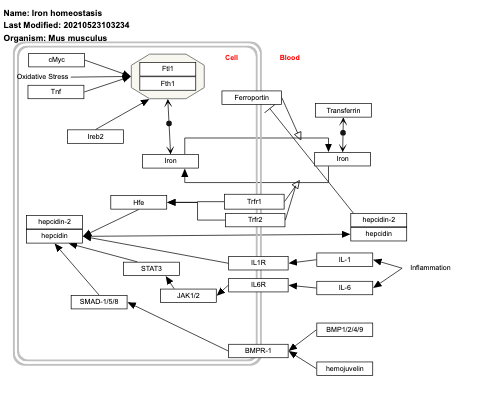 Name: Iron homeostasis
Last Modified: 20210523103234
Organism: Mus musculus
cMyc
Oxidative Stress
Tnf
Ftl1
Fth1
Cell
Blood
Ferroportin
Transferrin
Ireb2
Iron
Iron
Hfe
Trfr1
Trfr2
hepcidin-2
hepcidin
hepcidin-2
hepcidin
STAT3
IL1R
IL-1
Inflammation
JAK1/2
IL6R
IL-6
SMAD-1/5/8
BMP1/2/4/9
BMPR-1
hemojuvelin